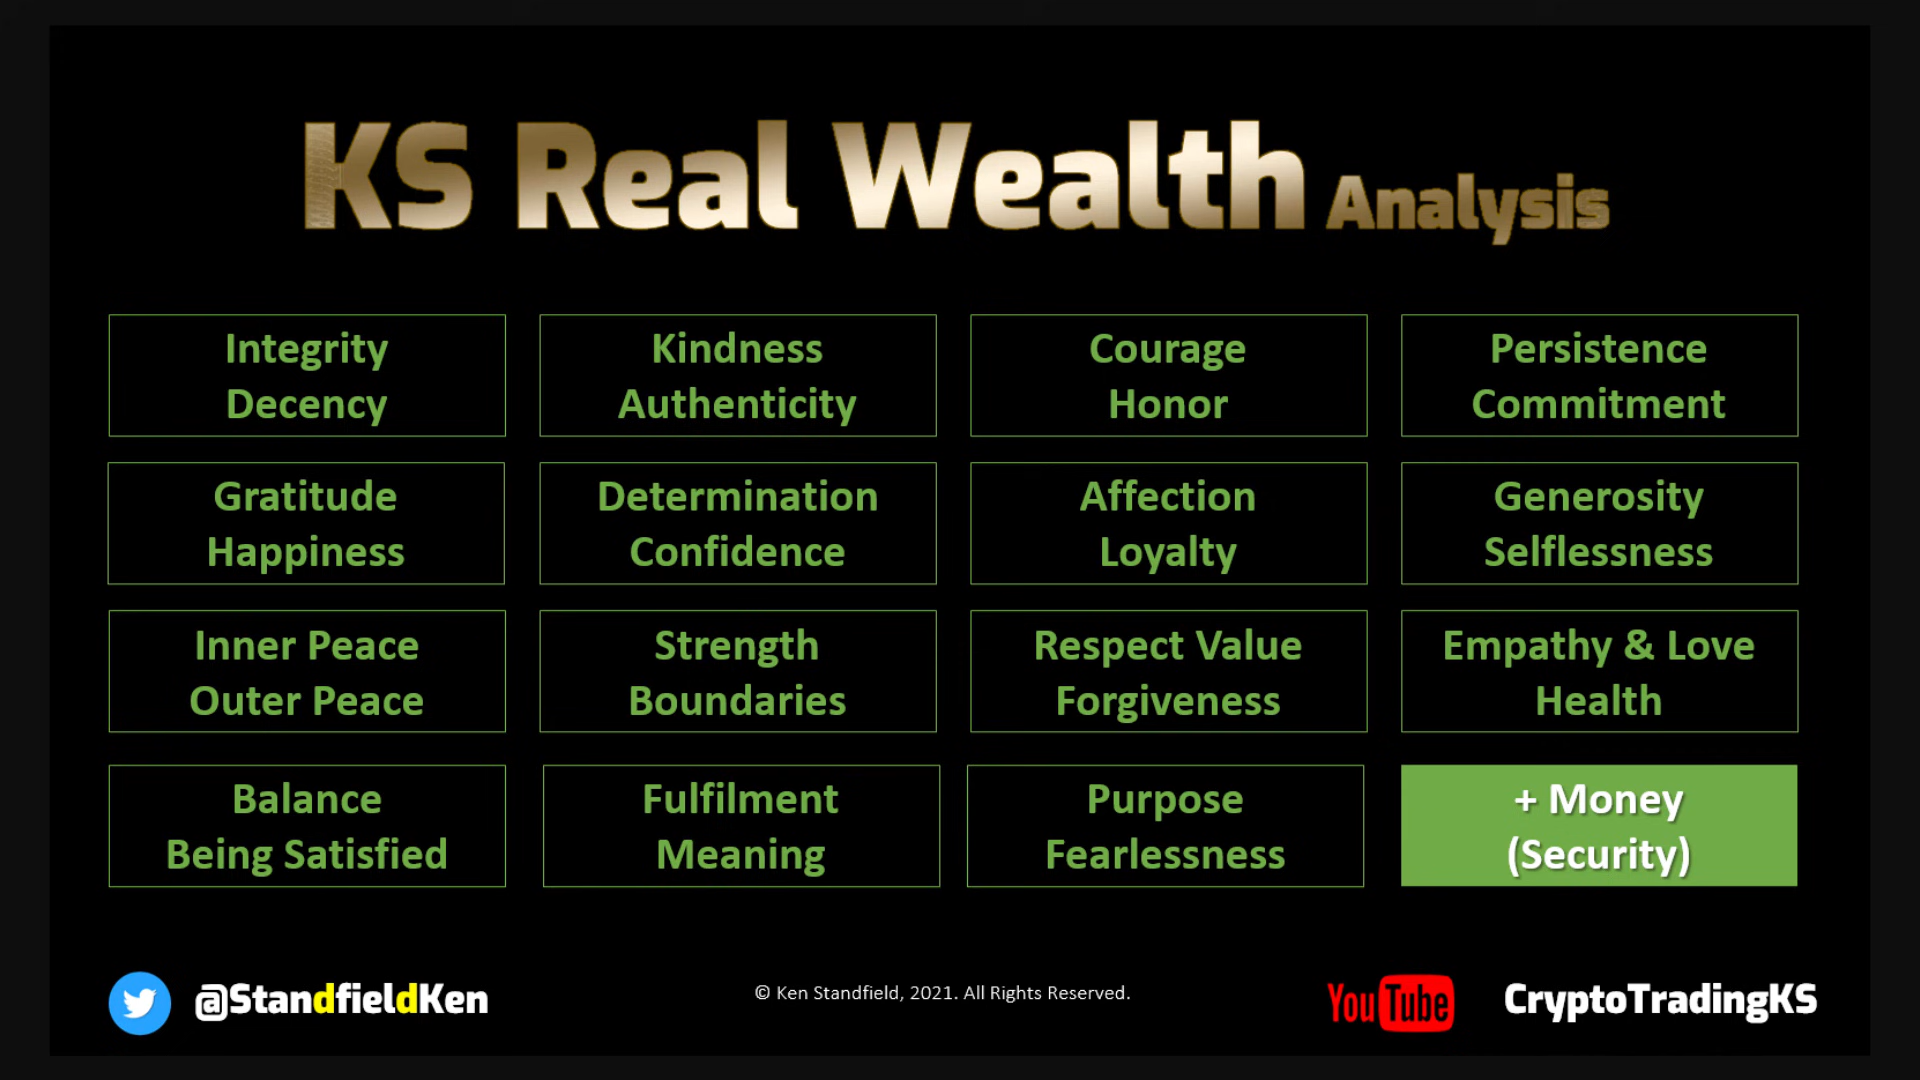 KS Real Wealth Analysis
Integrity
Decency
Kindness
Authenticity
Courage
Honor
Persistence
Commitment
Gratitude
Happiness
Determination
Confidence
Affection
Loyalty
Generosity
Selflessness
Inner Peace
Outer Peace
Strength
Boundaries
Respect Value
Forgiveness
Empathy & Love
Health
Balance
Being Satisfied
Fulfilment
Meaning
Purpose
Fearlessness
+ Money
(Security)
@StandfieldKen
© Ken Standfield, 2021. All Rights Reserved.
YouTube
CryptoTradingKS